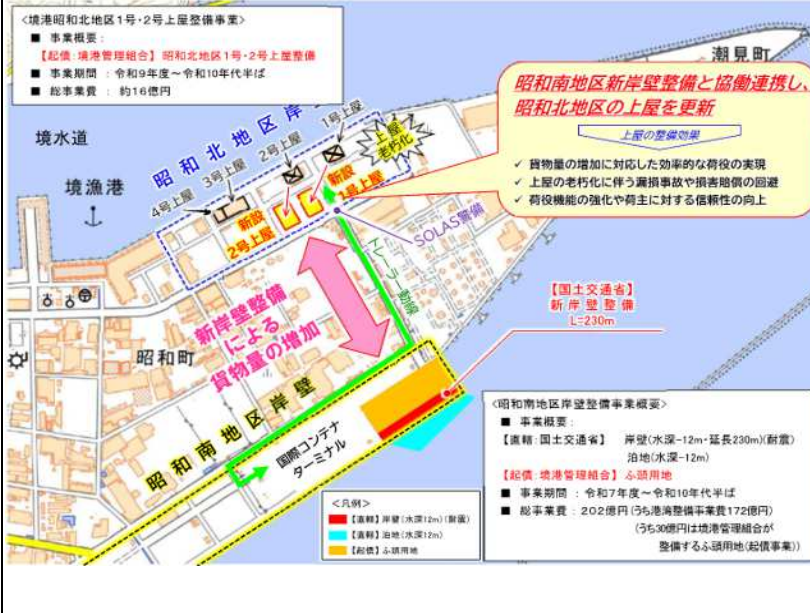 <境港昭和北地区1号・2号上屋整備事業>
■ 事業概要:
【起債:境港管理組合】昭和北地区1号・2号上屋整備
■ 事業期間 : 令和9年度~令和10年代半ば
■ 総事業費 : 約16億円
潮見町
昭和南地区新岸壁整備と協働連携し、
昭和北地区の上屋を更新
上屋の整備効果
✓ 貨物量の増加に対応した効率的な荷役の実現
✓ 上屋の老朽化に伴う漏損事故や損害賠償の回避
✓ 荷役機能の強化や荷主に対する信頼性の向上
境水道
境漁港
昭和北地区岸壁
4号上屋
3号上屋
2号上屋
1号上屋
上屋
老朽化
新設
2号上屋
新設
1号上屋
SOLAS警備
トレーラー動線
新岸壁整備
による
貨物量の増加
【国土交通省】
新岸壁整備
L=230m
昭和町
昭和南地区岸壁
国際コンテナ
ターミナル
<凡例>
【直轄】岸壁(水深12m)(耐震)
【直轄】泊地(水深12m)
【起債】ふ頭用地
<昭和南地区岸壁整備事業概要>
■ 事業概要:
【直轄:国土交通省】 岸壁(水深-12m・延長230m)(耐震)
泊地(水深-12m)
【起債:境港管理組合】ふ頭用地
■ 事業期間 : 令和7年度~令和10年代半ば
■ 総事業費 : 202億円(うち港湾整備事業費172億円)
(うち30億円は境港管理組合が
整備するふ頭用地(起債事業))